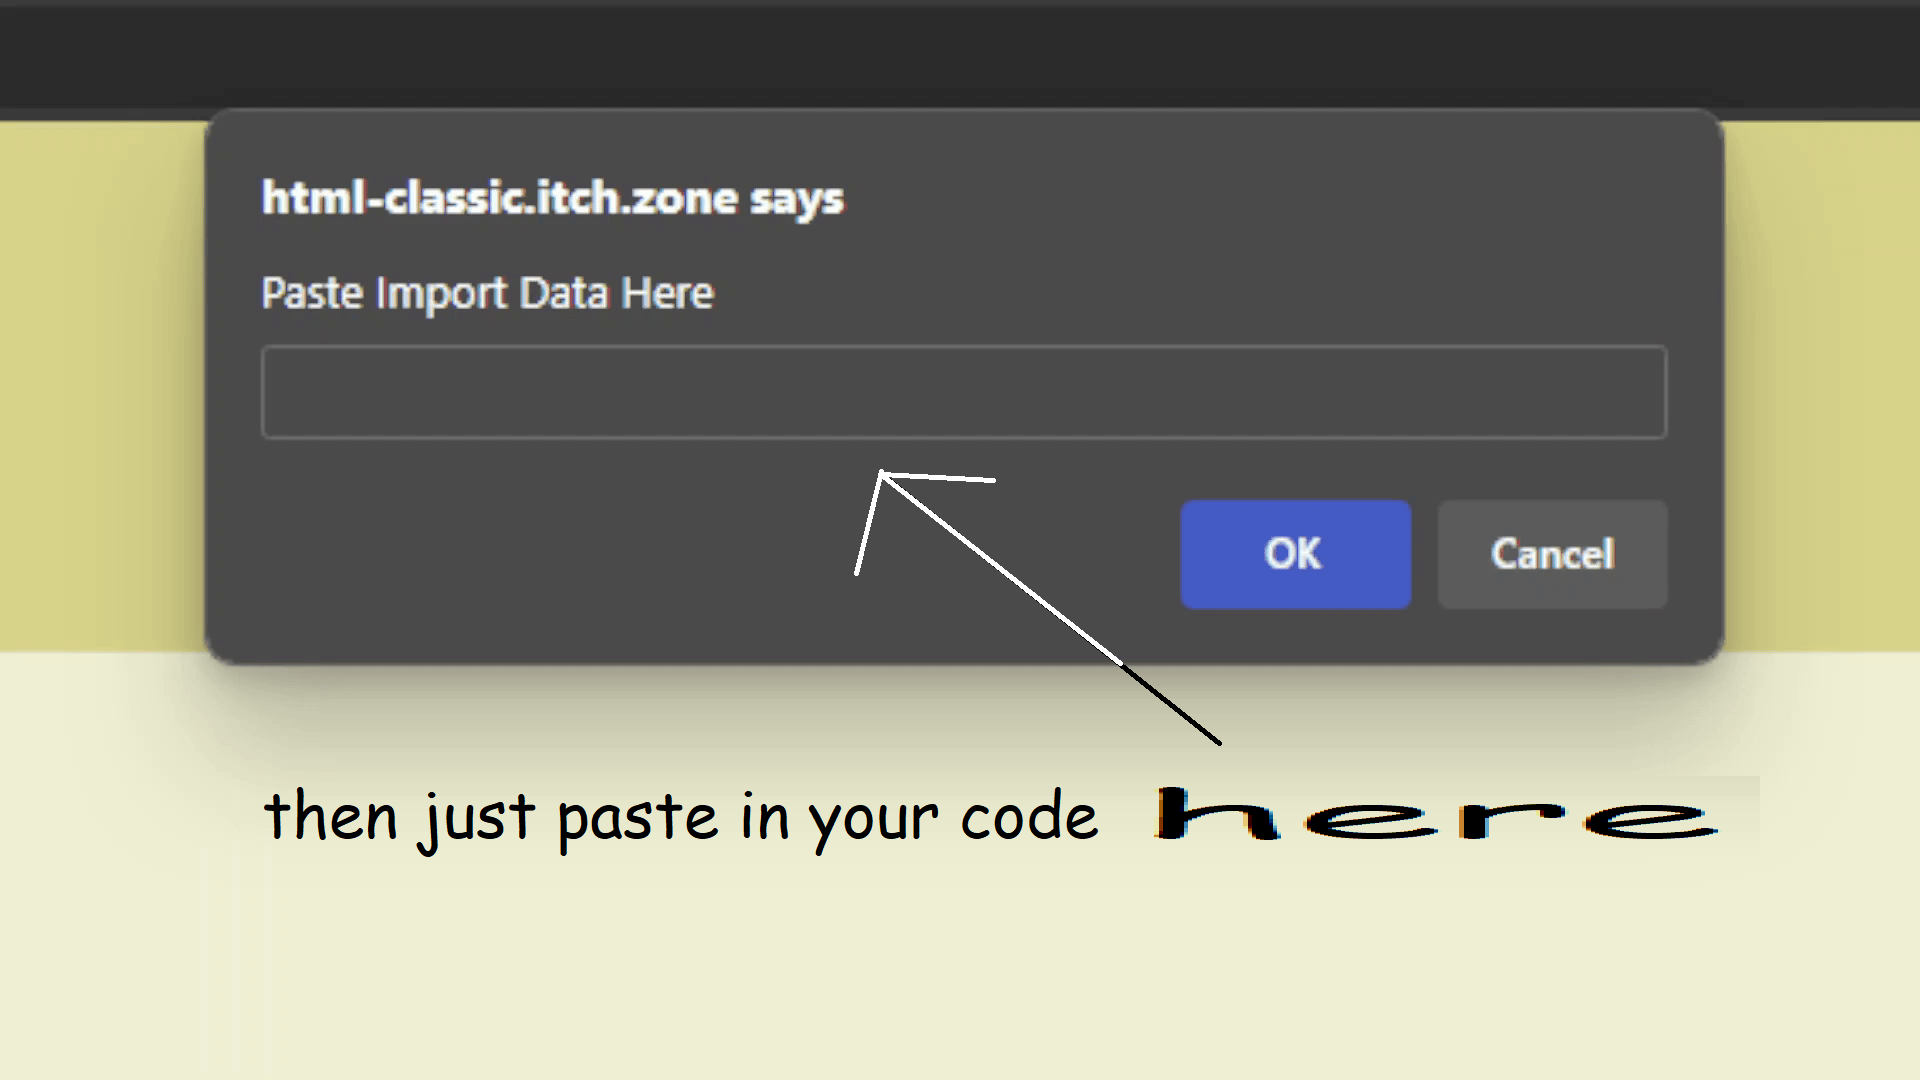 html-classic.itch.zone says
Paste Import Data Here
OK Cancel
then just paste in your code here